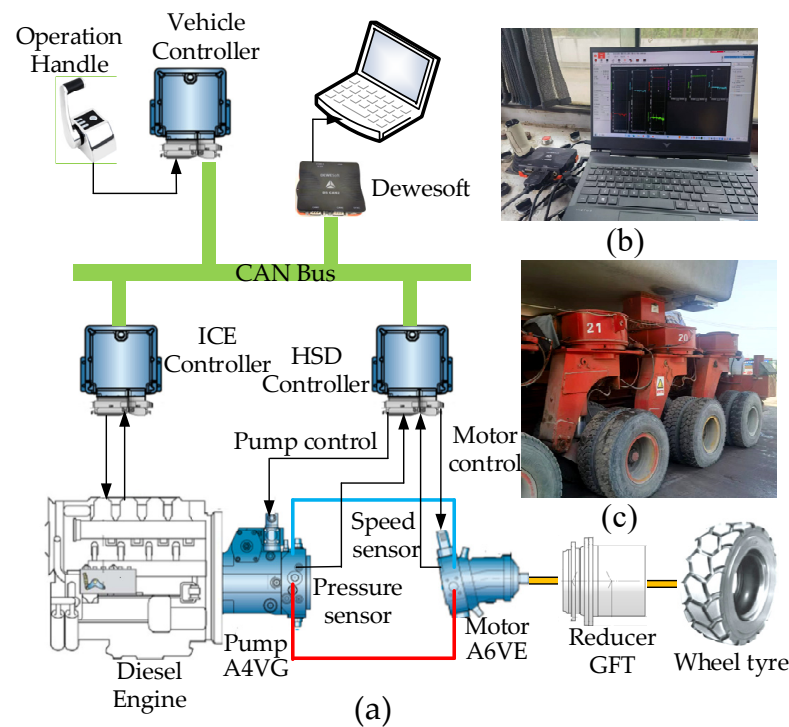 Operation
Handle
Vehicle
Controller
Dewesoft
(b)
CAN Bus
ICE
Controller
HSD
Controller
21
20
Pump control
Motor
control
(c)
Speed
sensor
Pressure
sensor
Diesel
Engine
Pump
A4VG
Motor
A6VE
Reducer
GFT
Wheel tyre
(a)